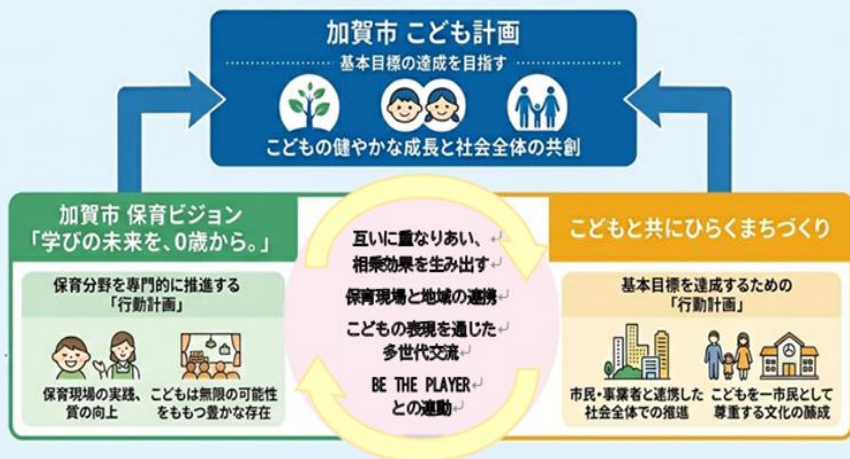 加賀市 こども計画
基本目標の達成を目指す
こどもの健やかな成長と社会全体の共創
加賀市 保育ビジョン
「学びの未来を、0歳から。」
保育分野を専門的に推進する
「行動計画」
保育現場の実践、
質の向上
こどもは無限の可能性
をももつ豊かな存在
互いに重なりあい、↵
相乗効果を生み出す
保育現場と地域の連携↵
こどもの表現を通じた
多世代交流↵
BE THE PLAYER↵
との連動↵
こどもと共にひらくまちづくり
基本目標を達成するための
「行動計画」
市民・事業者と連携した
社会全体での推進
こどもを一市民として
尊重する文化の醸成